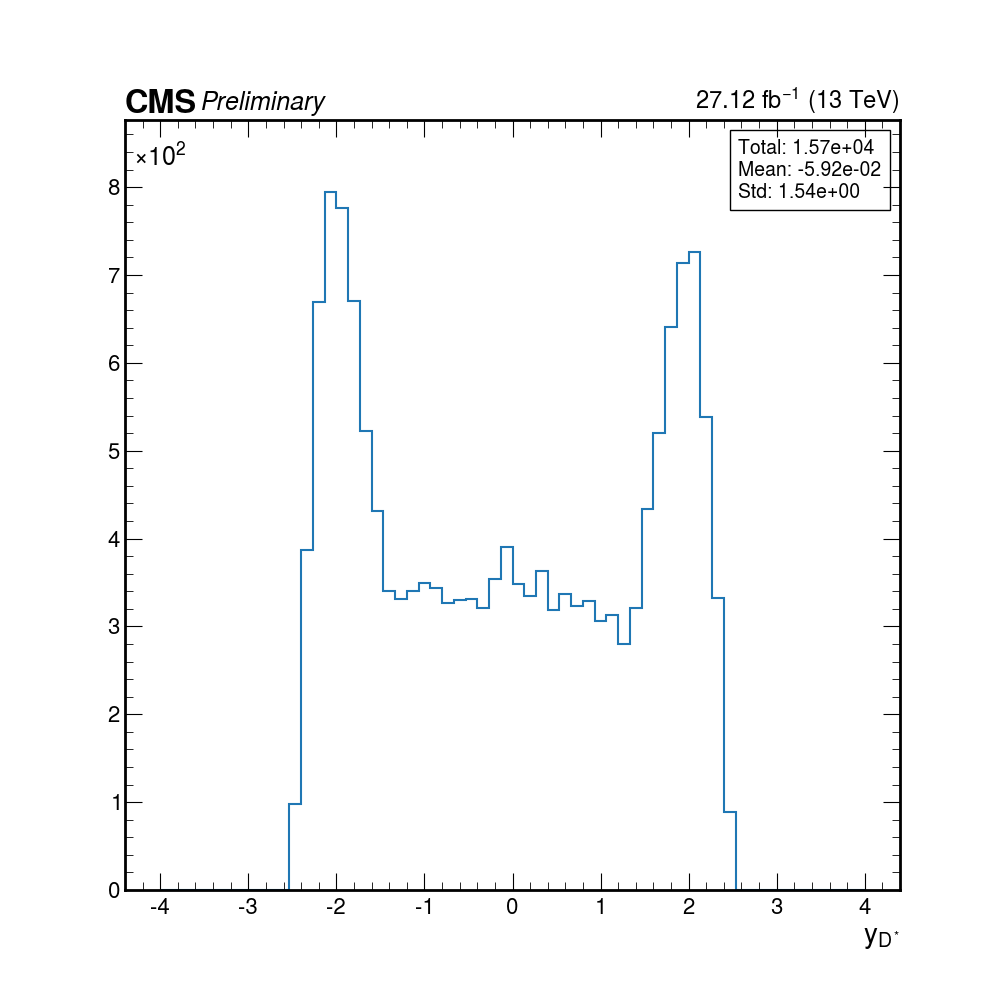 CMS Preliminary
27.12 fb⁻¹ (13 TeV)
×10²
Total: 1.57e+04
Mean: -5.92e-02
Std: 1.54e+00
8
7
6
5
4
3
2
1
0
-4 -3 -2 -1 0 1 2 3 4
y_D*